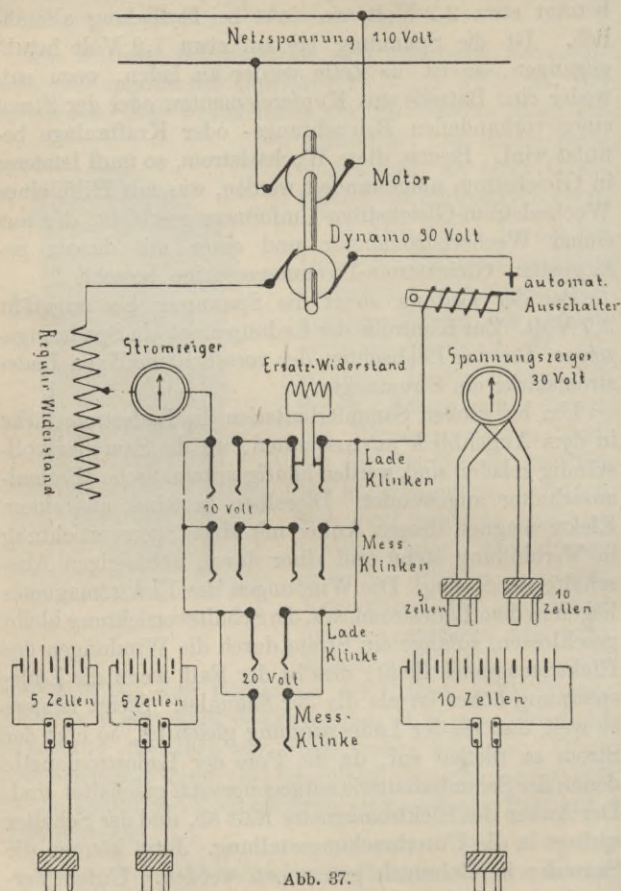 Netzspannung 110 Volt
Motor
Dynamo 30 Volt
automat.
Ausschalter
Regulir Widerstand
Stromzeiger
Ersatz-Widerstand
Spannungszeiger
30 Volt
Lade
Klinken
10 Volt
Mess-
Klinken
5
Zellen
10
Zellen
Lade
Klinke
20 Volt
Mess-
Klinke
5 Zellen
5 Zellen
10 Zellen
Abb. 37.